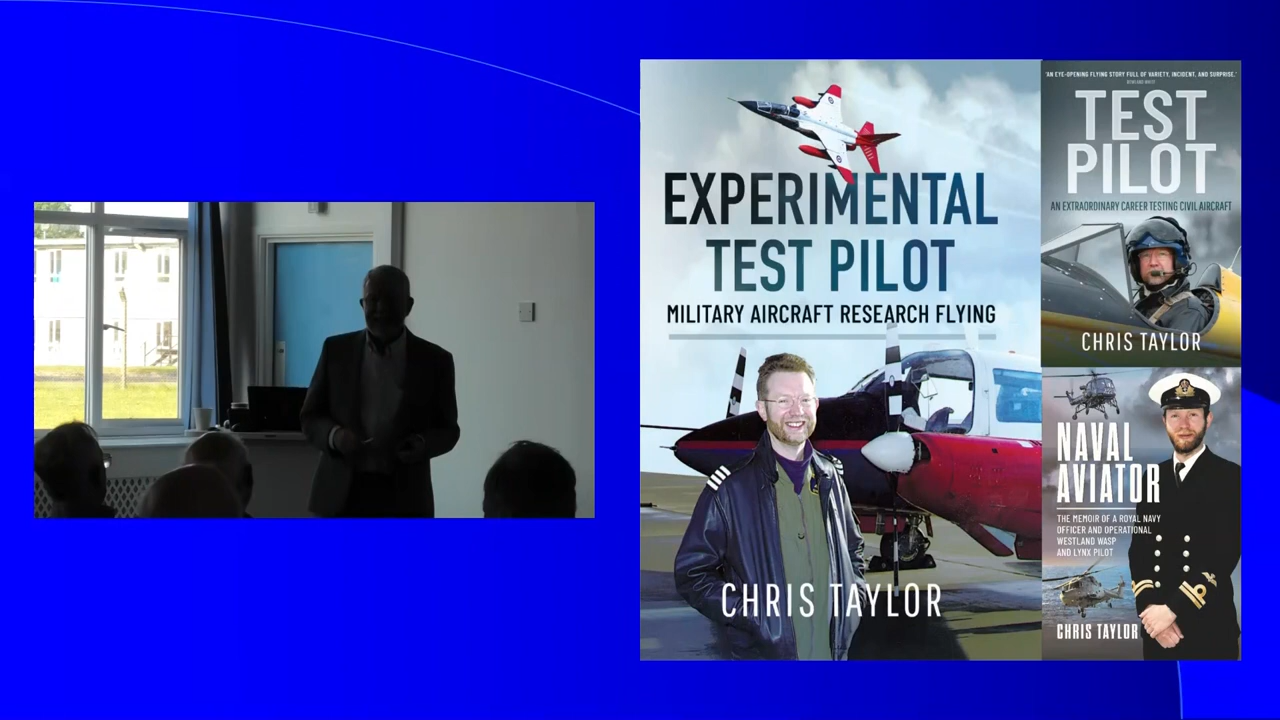 EXPERIMENTAL
TEST PILOT
MILITARY AIRCRAFT RESEARCH FLYING
CHRIS TAYLOR
'AN EYE-OPENING FLYING STORY FULL OF VARIETY, INCIDENT, AND SURPRISE.'
TEST
PILOT
AN EXTRAORDINARY CAREER TESTING CIVIL AIRCRAFT
CHRIS TAYLOR
NAVAL
AVIATOR
THE MEMOIR OF A ROYAL NAVY
OFFICER AND OPERATIONAL
WESTLAND WASP
AND LYNX PILOT
CHRIS TAYLOR